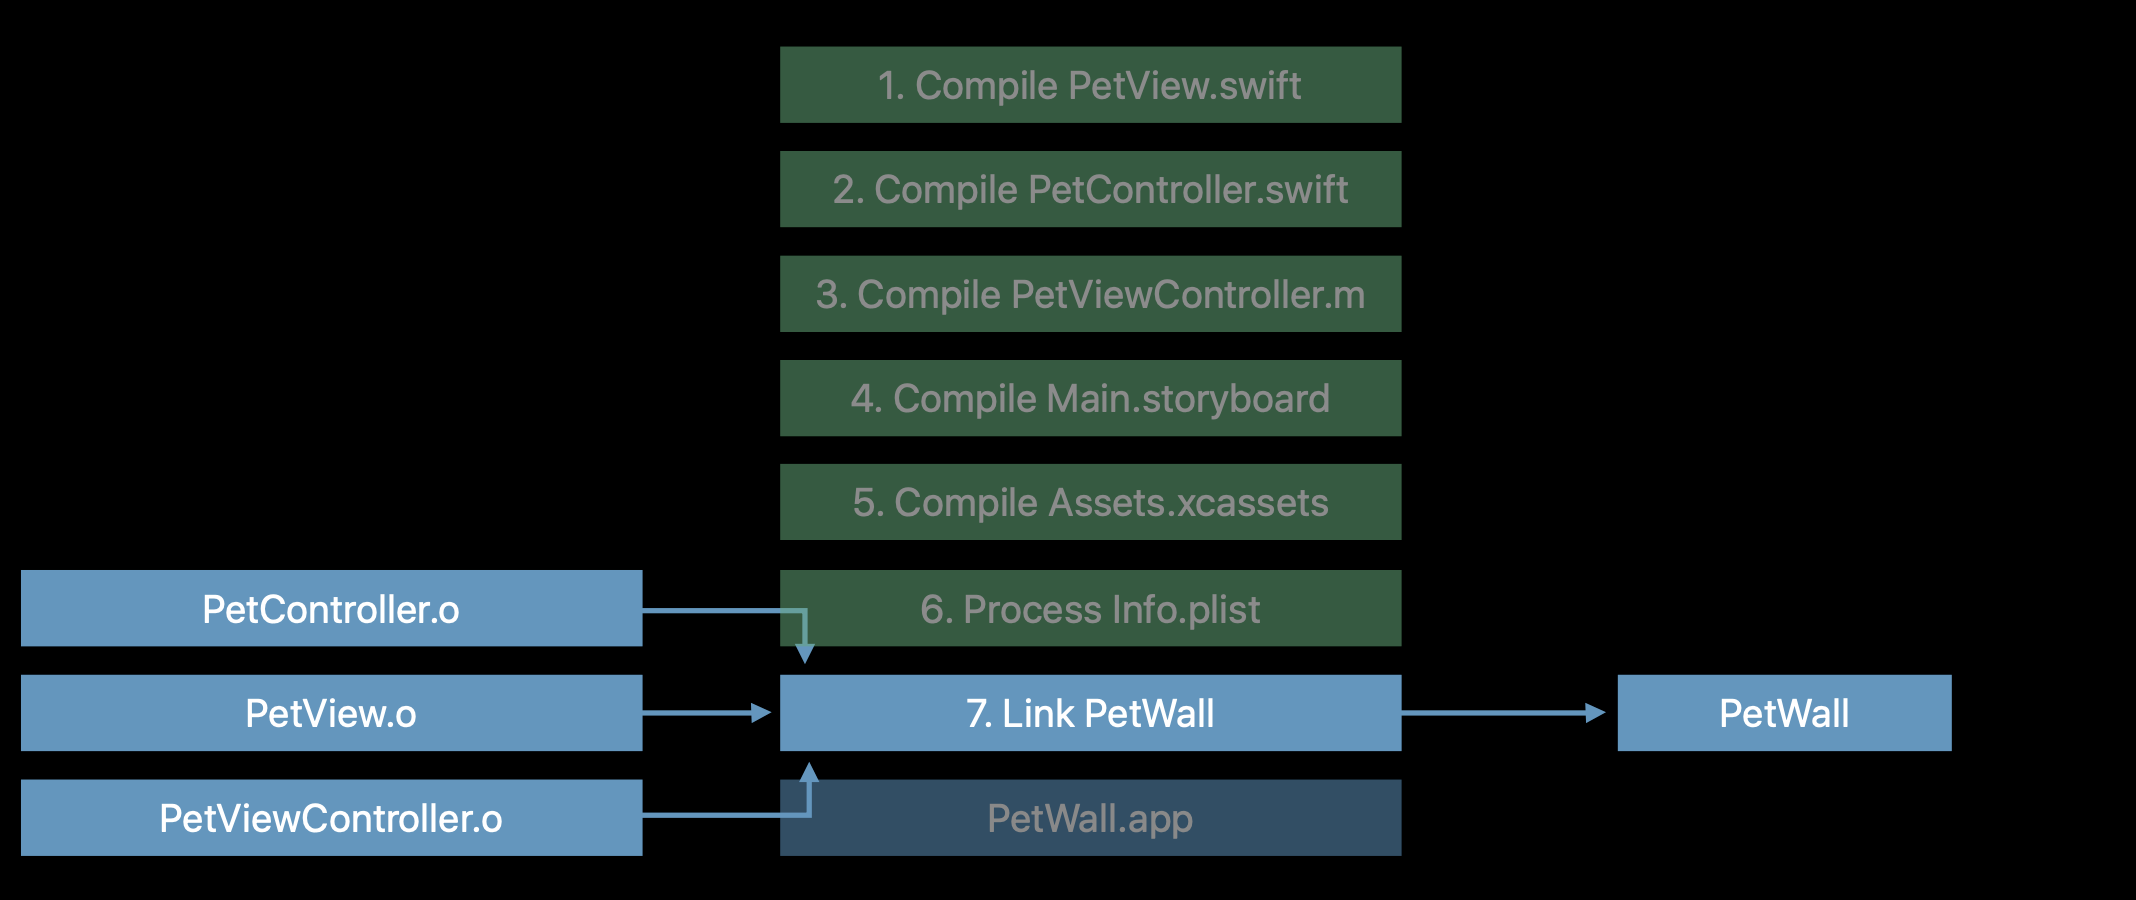 1. Compile PetView.swift
2. Compile PetController.swift
3. Compile PetViewController.m
4. Compile Main.storyboard
5. Compile Assets.xcassets
PetController.o
6. Process Info.plist
PetView.o
7. Link PetWall
PetWall
PetViewController.o
PetWall.app